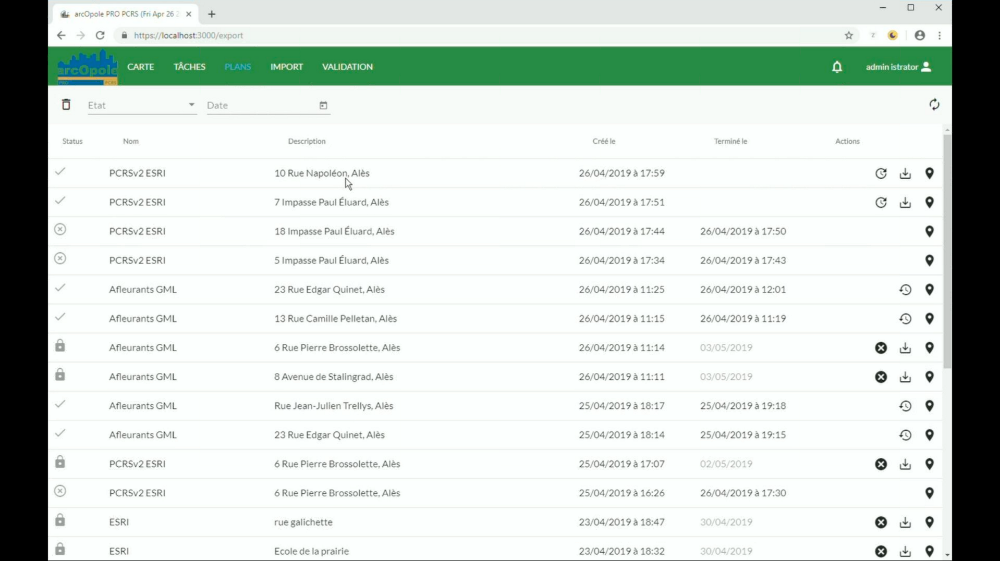 arcOpole PRO PCRS (Fri Apr 26 2
https://localhost:3000/export
arcOpole
PRO PCRS
CARTE TÂCHES PLANS IMPORT VALIDATION admin istrator
Etat Date
Status Nom Description Créé le Terminé le Actions
PCRSv2 ESRI 10 Rue Napoléon, Alès 26/04/2019 à 17:59
PCRSv2 ESRI 7 Impasse Paul Éluard, Alès 26/04/2019 à 17:51
PCRSv2 ESRI 18 Impasse Paul Éluard, Alès 26/04/2019 à 17:44 26/04/2019 à 17:50
PCRSv2 ESRI 5 Impasse Paul Éluard, Alès 26/04/2019 à 17:34 26/04/2019 à 17:43
Afleurants GML 23 Rue Edgar Quinet, Alès 26/04/2019 à 11:25 26/04/2019 à 12:01
Afleurants GML 13 Rue Camille Pelletan, Alès 26/04/2019 à 11:15 26/04/2019 à 11:19
Afleurants GML 6 Rue Pierre Brossolette, Alès 26/04/2019 à 11:14 03/05/2019
Afleurants GML 8 Avenue de Stalingrad, Alès 26/04/2019 à 11:11 03/05/2019
Afleurants GML Rue Jean-Julien Trellys, Alès 25/04/2019 à 18:17 25/04/2019 à 19:18
Afleurants GML 23 Rue Edgar Quinet, Alès 25/04/2019 à 18:14 25/04/2019 à 19:15
PCRSv2 ESRI 6 Rue Pierre Brossolette, Alès 25/04/2019 à 17:07 02/05/2019
PCRSv2 ESRI 6 Rue Pierre Brossolette, Alès 25/04/2019 à 16:26 26/04/2019 à 17:30
ESRI rue galichette 23/04/2019 à 18:47 30/04/2019
ESRI Ecole de la prairie 23/04/2019 à 18:32 30/04/2019